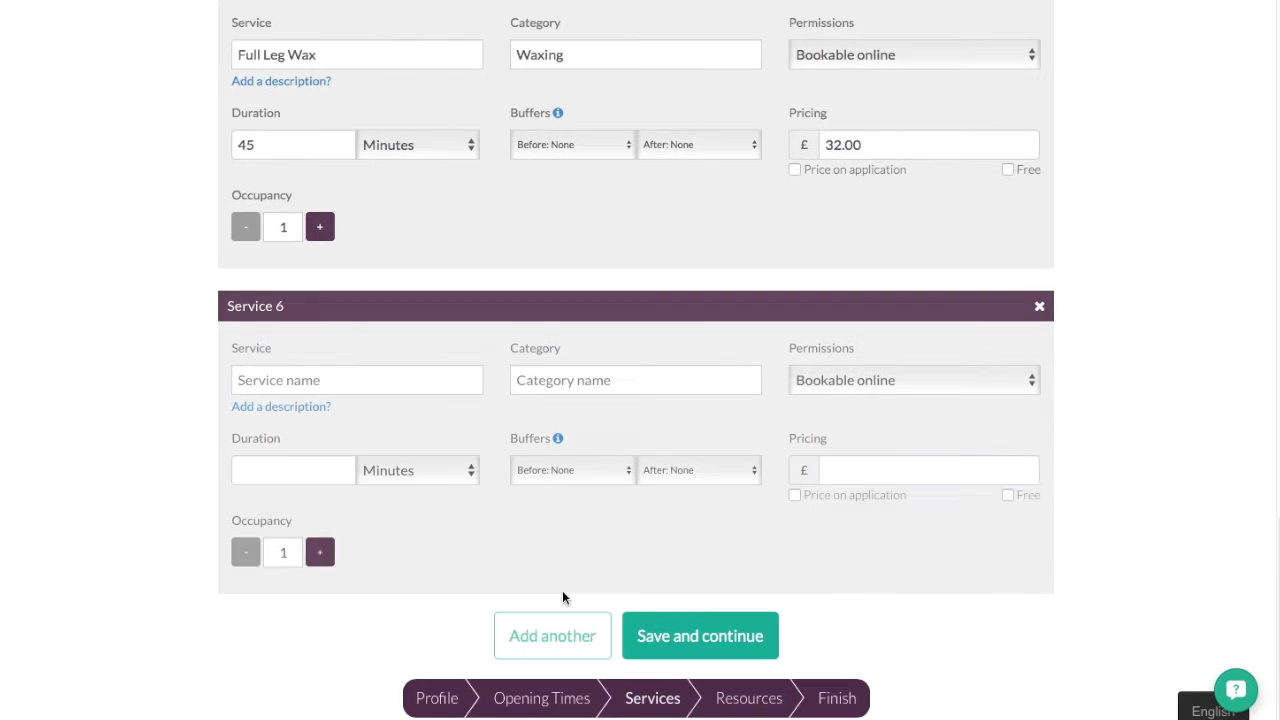 Service Category Permissions
Full Leg Wax Waxing Bookable online
Add a description?
Duration Buffers Pricing
45 Minutes Before: None After: None £ 32.00
Price on application Free
Occupancy
- 1 +
Service 6
Service Category Permissions
Service name Category name Bookable online
Add a description?
Duration Buffers Pricing
Minutes Before: None After: None £
Price on application Free
Occupancy
- 1 +
Add another Save and continue
Profile Opening Times Services Resources Finish
English